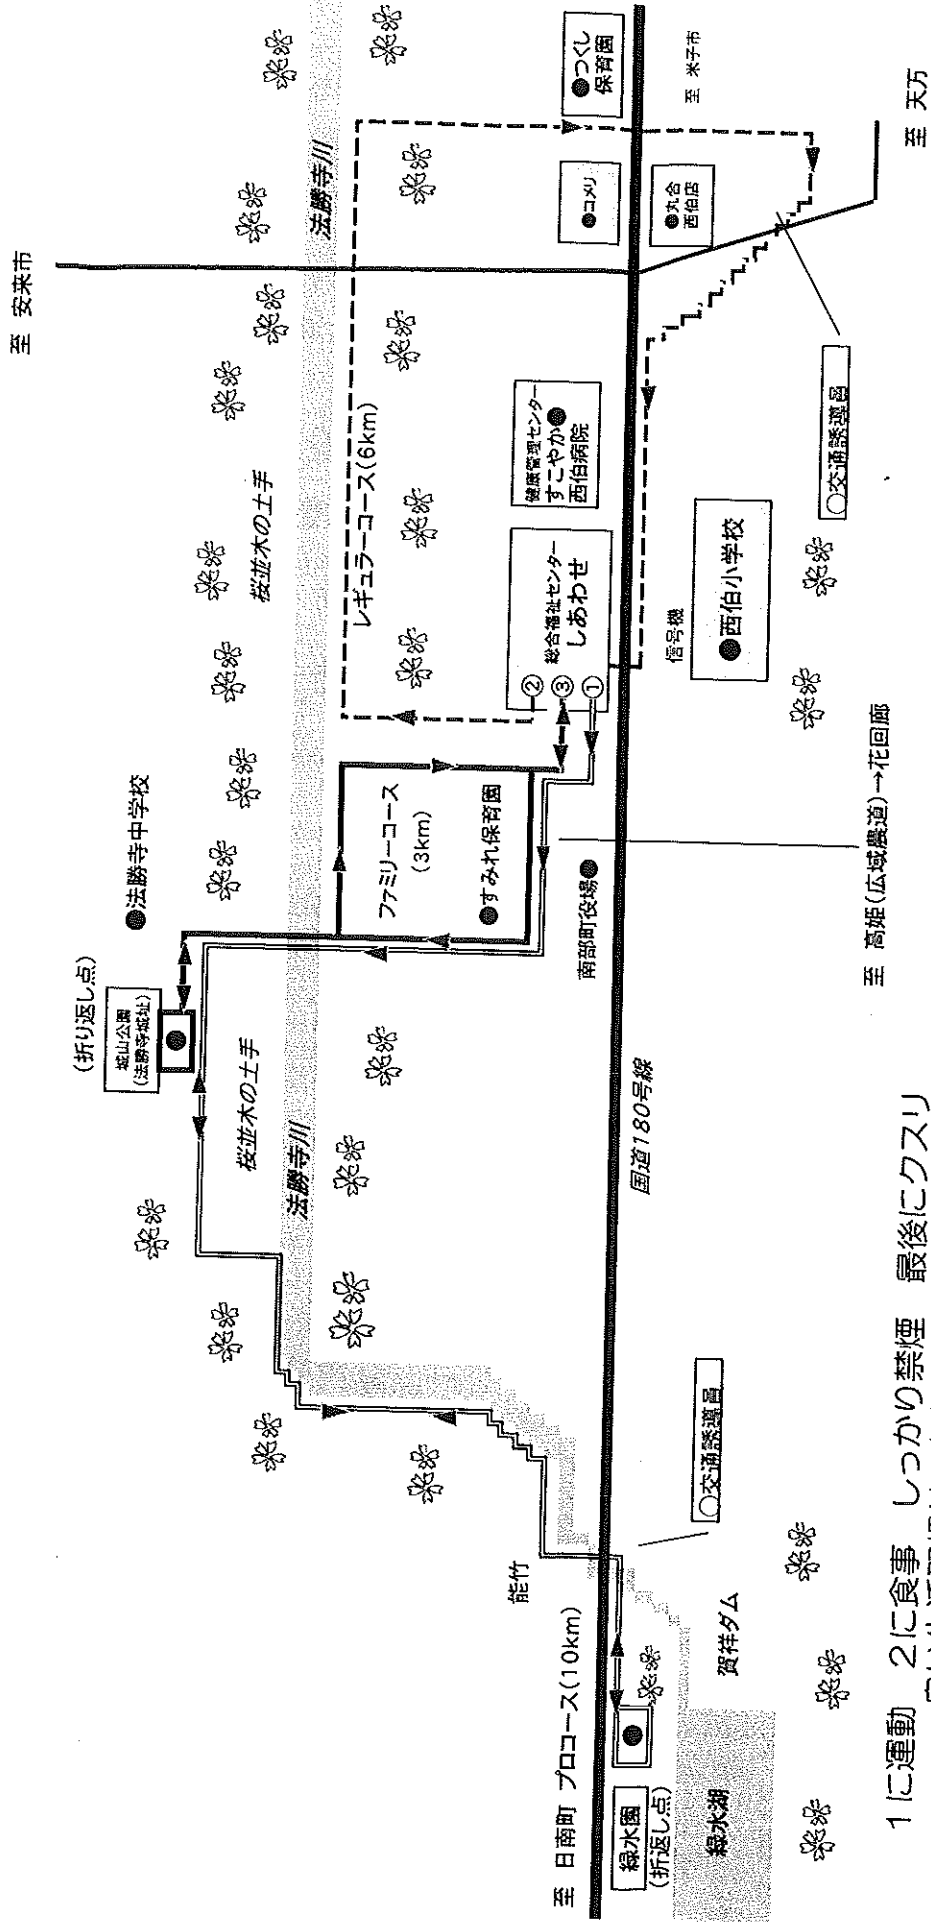 至 安来市
●法勝寺中学校
(折り返し点)
城山公園
(法勝寺城址)
桜並木の土手
桜並木の土手
法勝寺川
法勝寺川
レギュラーコース(6km)
ファミリーコース
(3km)
●すみれ保育園
②
③
①
総合福祉センター
しあわせ
健康管理センター
すこやか●
西伯病院
●コメリ
●つくし
保育園
能竹
南部町役場●
至 日南町 プロコース(10km)
国道180号線
信号機
●丸合
西伯店
至 米子市
緑水園
(折返し点)
●西伯小学校
緑水湖
賀祥ダム
○交通誘導員
○交通誘導員
至 高姫(広域農道)→花回廊
至 天万
1に運動 2に食事 しっかり禁煙 最後にクスリ